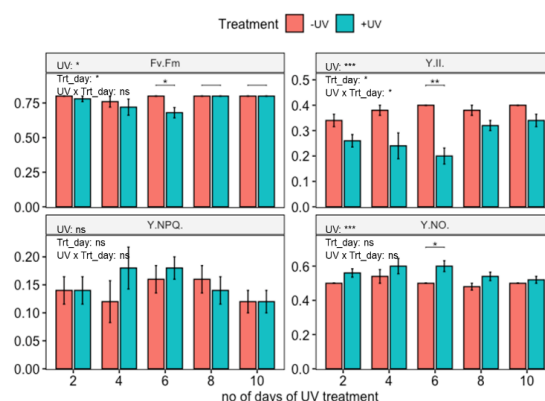 Treatment -UV +UV
Fv.Fm
UV: *
Trt_day: *
UV x Trt_day: ns
*
0.75
0.50
0.25
0.00
Y.II.
UV: ***
Trt_day: *
UV x Trt_day: *
**
0.5
0.4
0.3
0.2
0.1
0.0
Y.NPQ.
UV: ns
Trt_day: ns
UV x Trt_day: ns
0.20
0.15
0.10
0.05
0.00
2 4 6 8 10
Y.NO.
UV: ***
Trt_day: ns
UV x Trt_day: ns
*
0.6
0.4
0.2
0.0
2 4 6 8 10
no of days of UV treatment